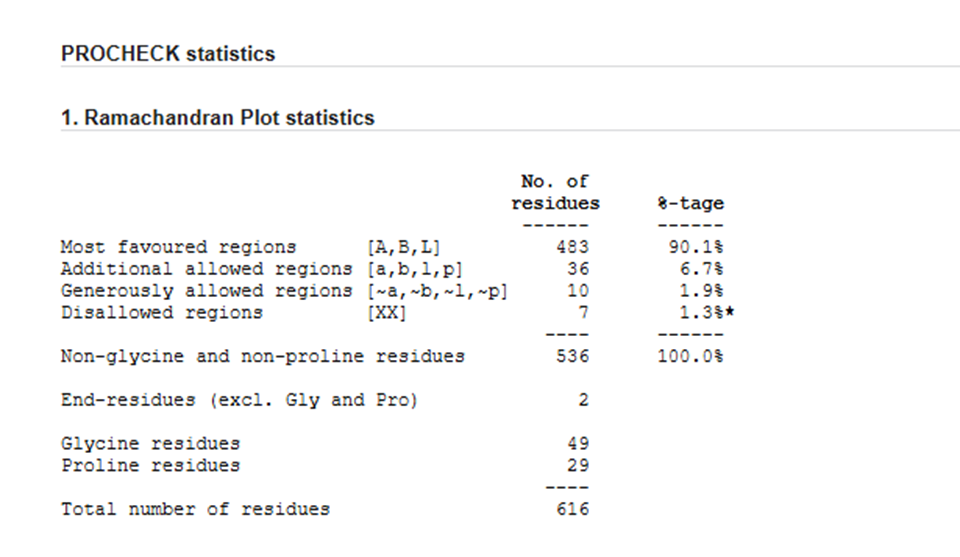 PROCHECK statistics
1. Ramachandran Plot statistics
No. of
residues %-tage
------ ------
Most favoured regions [A,B,L] 483 90.1%
Additional allowed regions [a,b,l,p] 36 6.7%
Generously allowed regions [~a,~b,~l,~p] 10 1.9%
Disallowed regions [XX] 7 1.3%*
---- ------
Non-glycine and non-proline residues 536 100.0%
End-residues (excl. Gly and Pro) 2
Glycine residues 49
Proline residues 29
----
Total number of residues 616